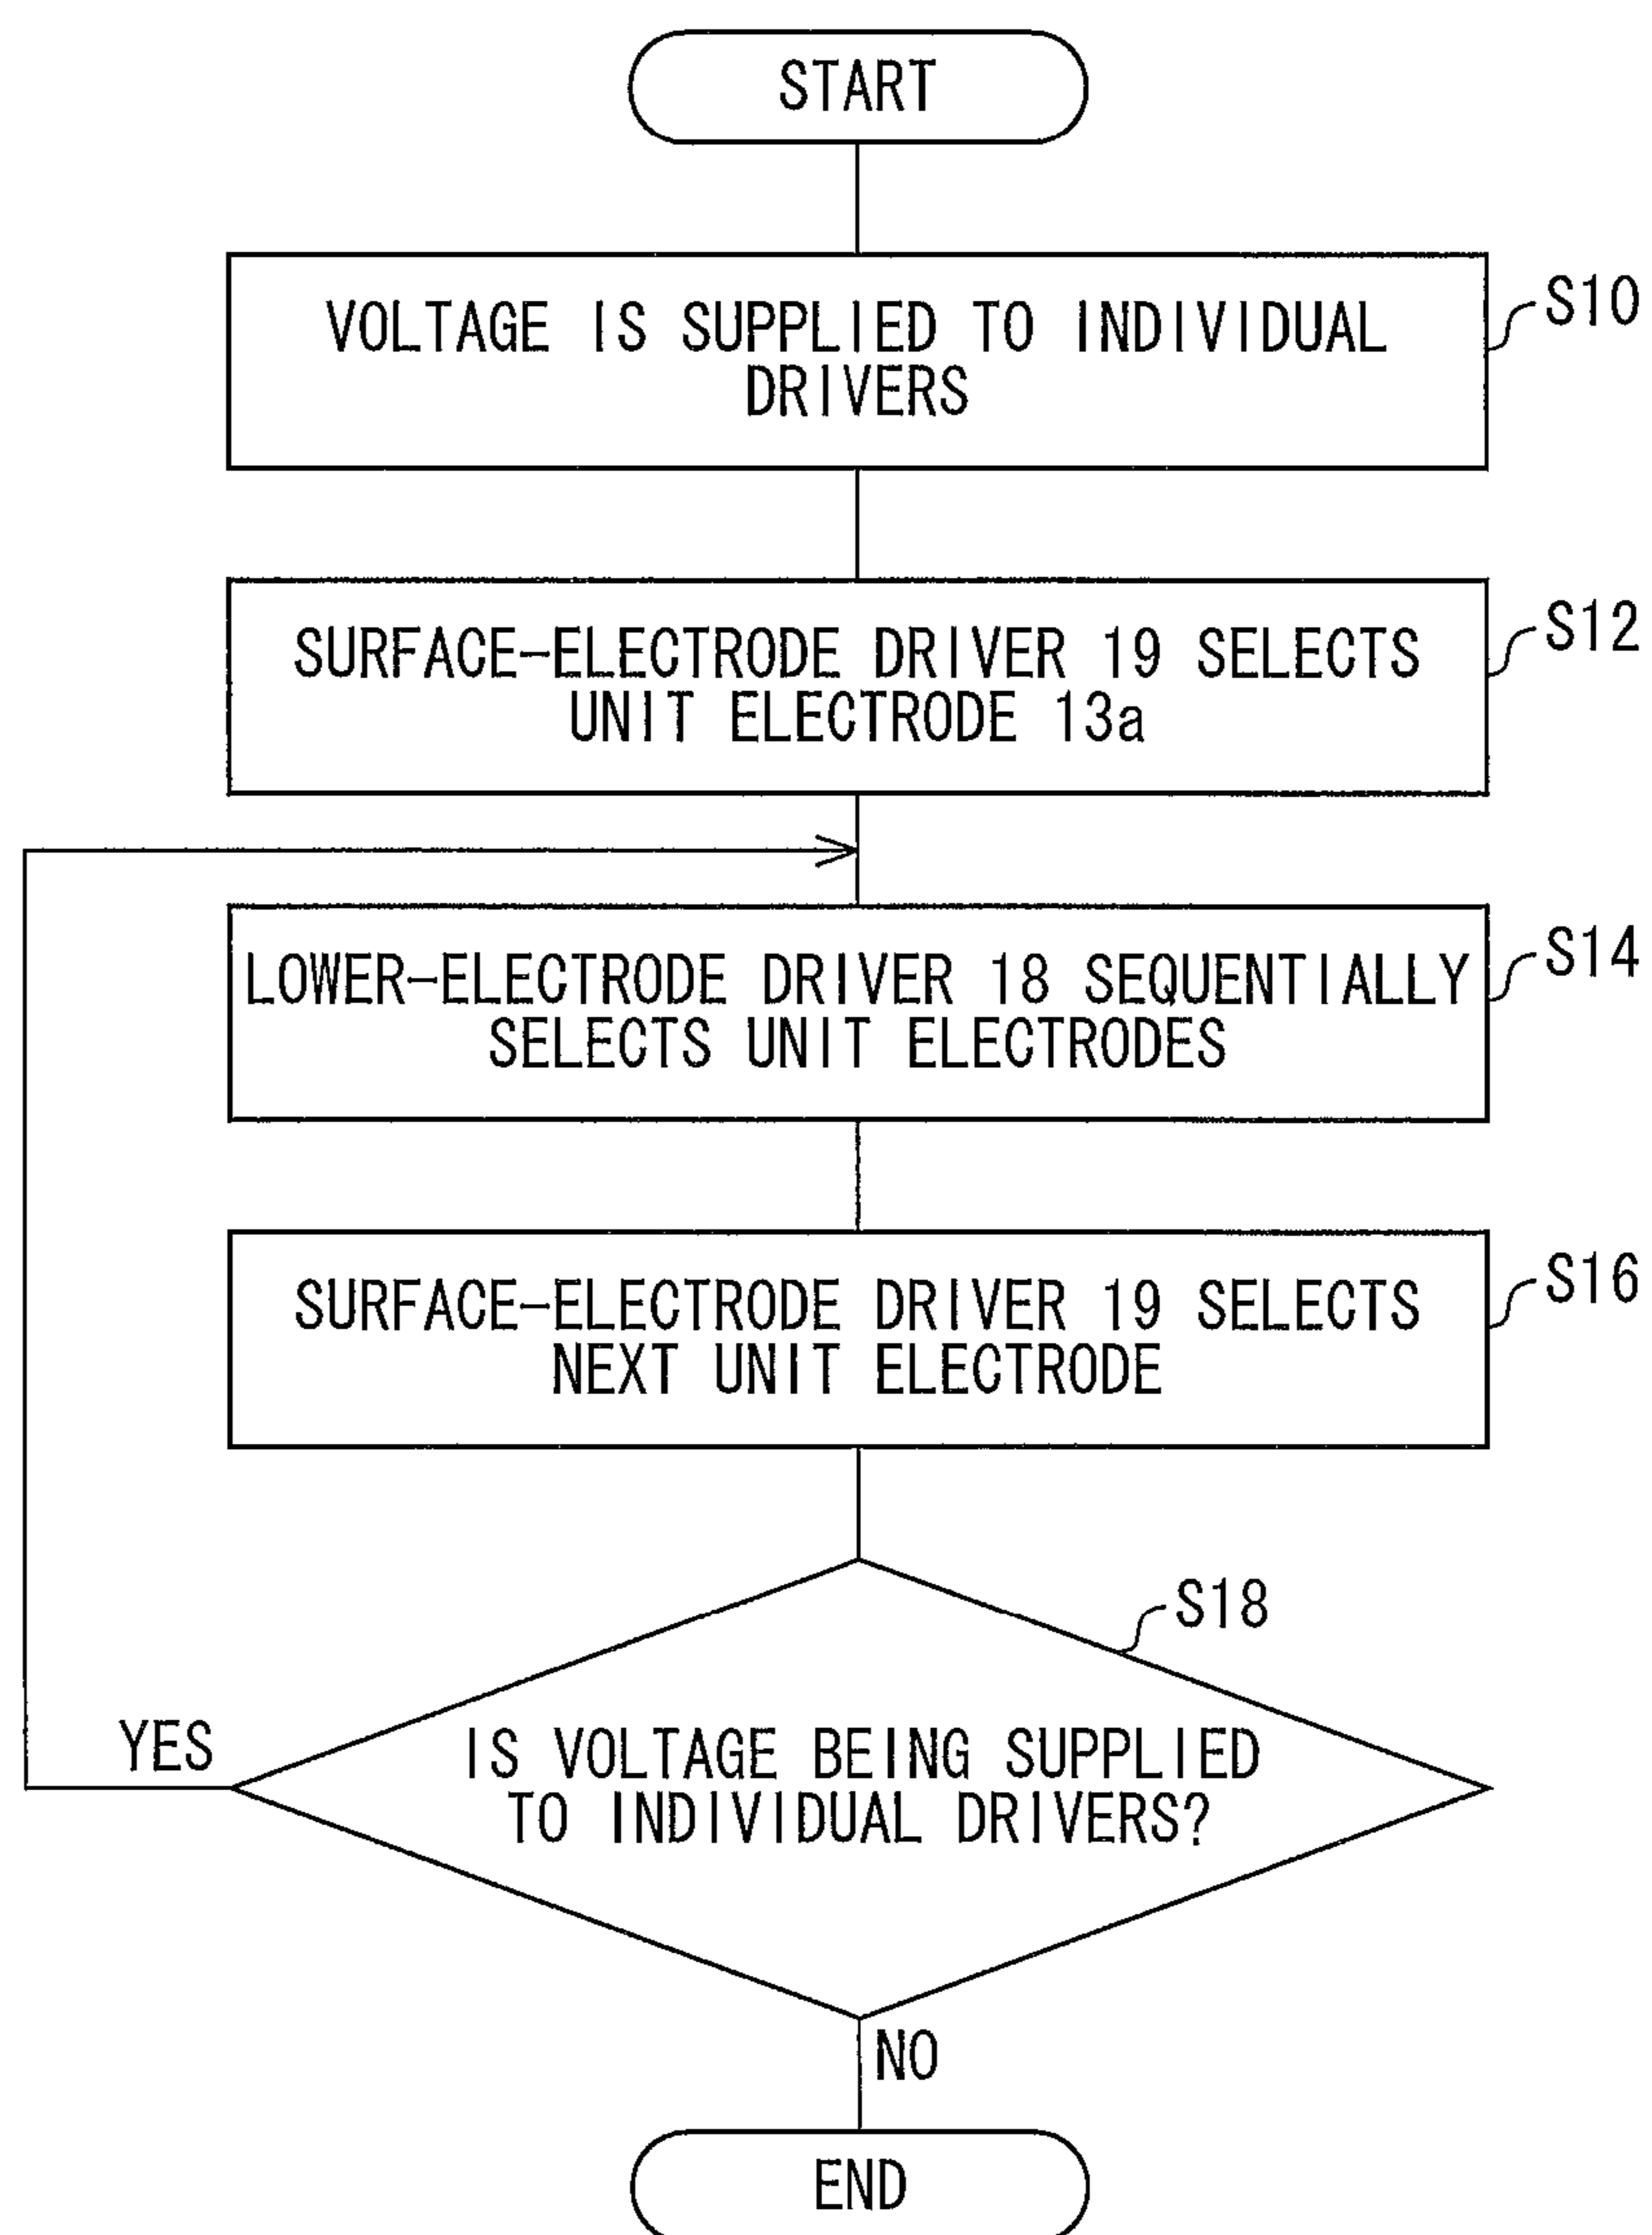 START
VOLTAGE IS SUPPLIED TO INDIVIDUAL
DRIVERS
S10
SURFACE-ELECTRODE DRIVER 19 SELECTS
UNIT ELECTRODE 13a
S12
LOWER-ELECTRODE DRIVER 18 SEQUENTIALLY
SELECTS UNIT ELECTRODES
S14
SURFACE-ELECTRODE DRIVER 19 SELECTS
NEXT UNIT ELECTRODE
S16
S18
IS VOLTAGE BEING SUPPLIED
TO INDIVIDUAL DRIVERS?
YES
NO
END